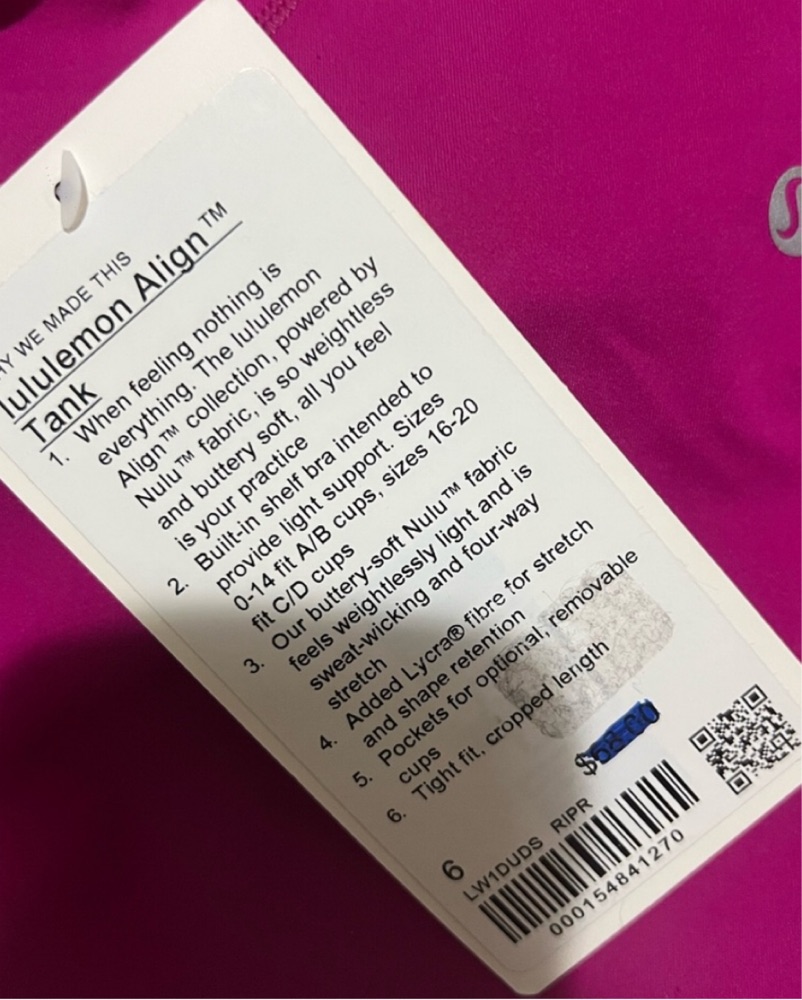 WE MADE THIS
lululemon Align™
Tank
1. When feeling nothing is
everything. The lululemon
Align™ collection, powered by
Nulu™ fabric, is so weightless
and buttery soft, all you feel
is your practice
2. Built-in shelf bra intended to
provide light support. Sizes
0-14 fit A/B cups, sizes 16-20
fit C/D cups
3. Our buttery-soft Nulu™ fabric
feels weightlessly light and is
sweat-wicking and four-way
stretch
4. Added Lycra® fibre for stretch
and shape retention
5. Pockets for optional, removable
cups
6. Tight fit, cropped length
$
6
LW1DUDS RIPR
000154841270